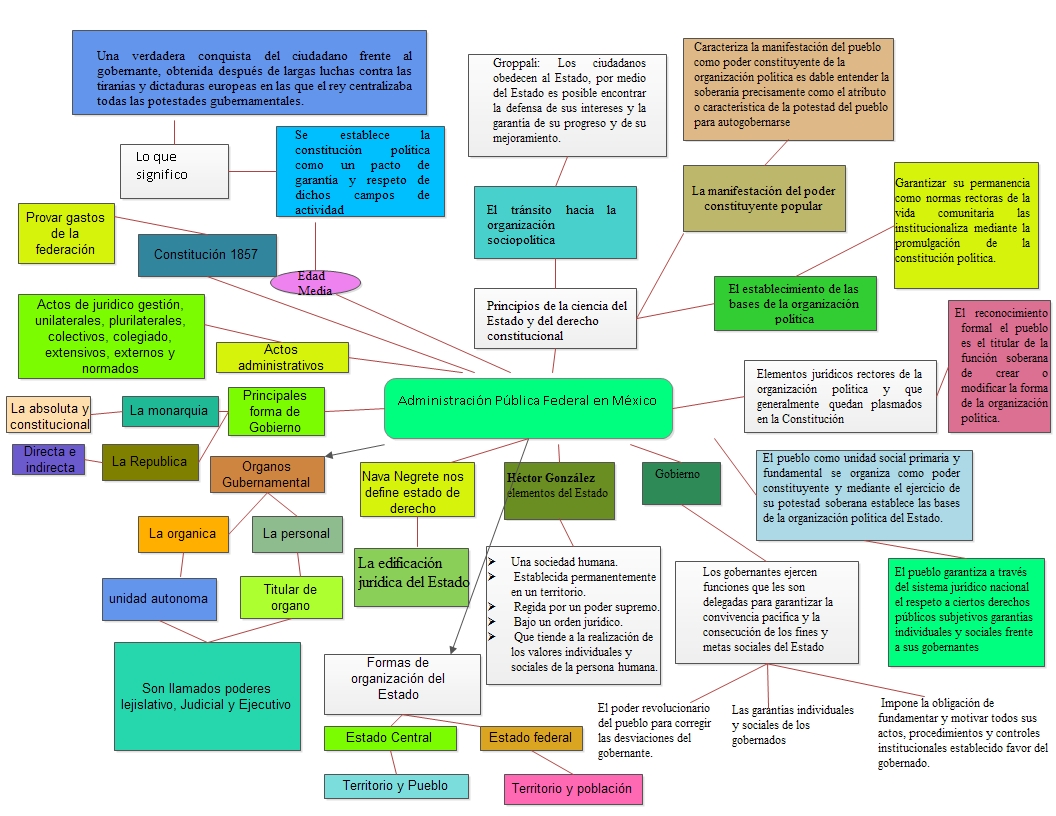 Una verdadera conquista del ciudadano frente al
gobernante, obtenida después de largas luchas contra las
tiranías y dictaduras europeas en las que el rey centralizaba
todas las potestades gubernamentales.
Lo que
significo
Se establece la
constitución política
como un pacto de
garantía y respeto de
dichos campos de
actividad
Provar gastos
de la
federación
Constitución 1857
Edad
Media
Actos de juridico gestión,
unilaterales, plurilaterales,
colectivos, colegiado,
extensivos, externos y
normados
Actos
administrativos
Groppali: Los ciudadanos
obedecen al Estado, por medio
del Estado es posible encontrar
la defensa de sus intereses y la
garantía de su progreso y de su
mejoramiento.
El tránsito hacia la
organización
sociopolítica
Principios de la ciencia del
Estado y del derecho
constitucional
Caracteriza la manifestación del pueblo
como poder constituyente de la
organización política es dable entender la
soberanía precisamente como el atributo
o característica de la potestad del pueblo
para autogobernarse
La manifestación del poder
constituyente popular
Garantizar su permanencia
como normas rectoras de la
vida comunitaria las
institucionaliza mediante la
promulgación de la
constitución política.
El establecimiento de las
bases de la organización
política
El reconocimiento
formal el pueblo
es el titular de la
función soberana
de crear o
modificar la forma
de la organización
política.
Elementos jurídicos rectores de la
organización política y que
generalmente quedan plasmados
en la Constitución
Administración Pública Federal en México
Principales
forma de
Gobierno
La monarquia
La absoluta y
constitucional
La Republica
Directa e
indirecta
Organos
Gubernamental
La organica
La personal
unidad autonoma
Titular de
organo
Son llamados poderes
lejislativo, Judicial y Ejecutivo
Nava Negrete nos
define estado de
derecho
La edificación
jurídica del Estado
Héctor González
elementos del Estado
Una sociedad humana.
Establecida permanentemente
en un territorio.
Regida por un poder supremo.
Bajo un orden jurídico.
Que tiende a la realización de
los valores individuales y
sociales de la persona humana.
Gobierno
El pueblo como unidad social primaria y
fundamental se organiza como poder
constituyente y mediante el ejercicio de
su potestad soberana establece las bases
de la organización política del Estado.
Los gobernantes ejercen
funciones que les son
delegadas para garantizar la
convivencia pacífica y la
consecución de los fines y
metas sociales del Estado
El pueblo garantiza a través
del sistema jurídico nacional
el respeto a ciertos derechos
públicos subjetivos garantías
individuales y sociales frente
a sus gobernantes
Formas de
organización del
Estado
Estado Central
Estado federal
Territorio y Pueblo
Territorio y población
El poder revolucionario
del pueblo para corregir
las desviaciones del
gobernante.
Las garantías individuales
y sociales de los
gobernados
Impone la obligación de
fundamentar y motivar todos sus
actos, procedimientos y controles
institucionales establecido favor del
gobernado.